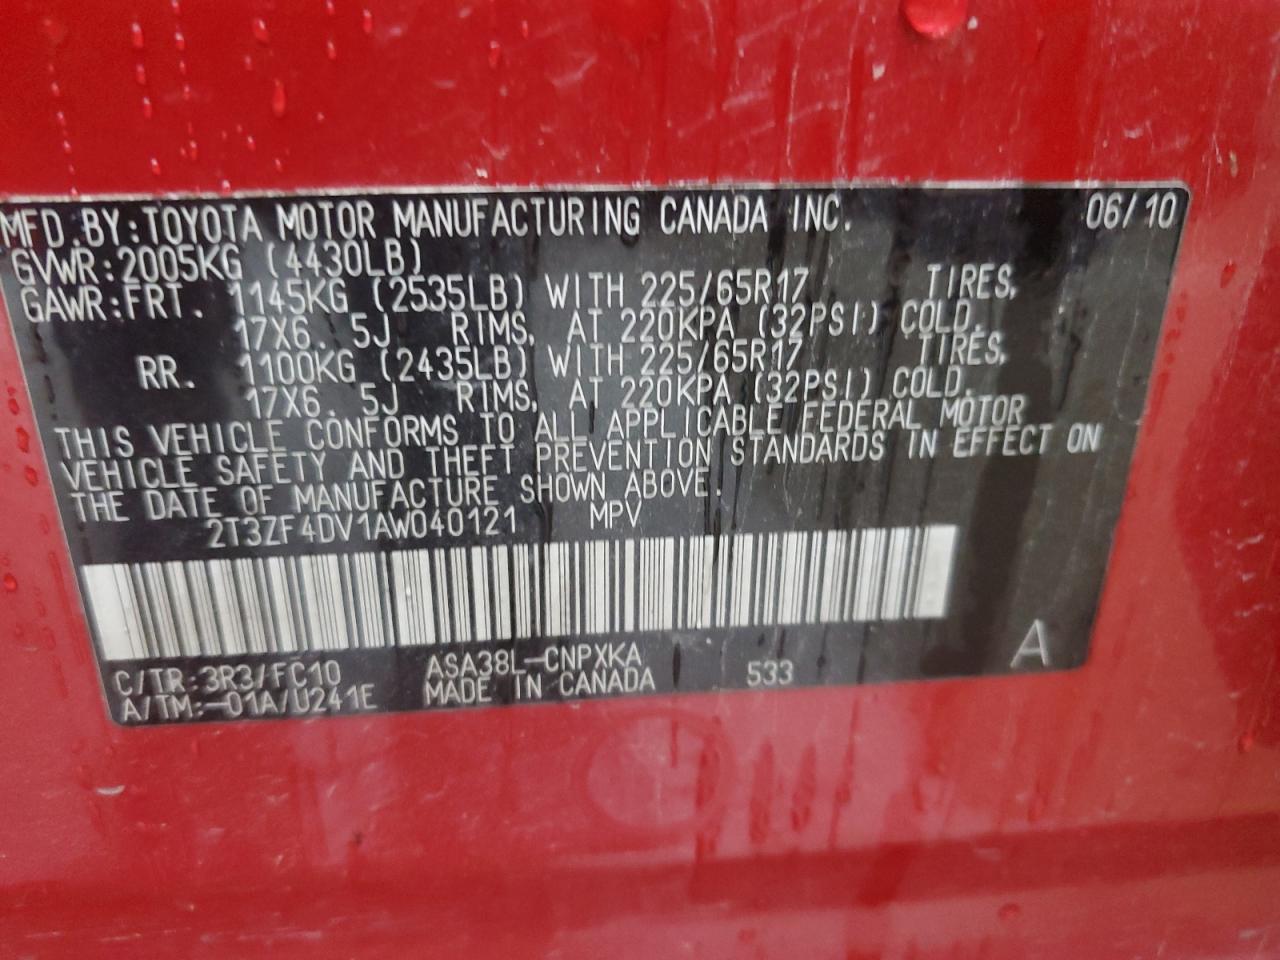 MFD.BY:TOYOTA MOTOR MANUFACTURING CANADA INC. 06/10
GVWR:2005KG (4430LB)
GAWR:FRT. 1145KG (2535LB) WITH 225/65R17 TIRES,
17X6.5J RIMS, AT 220KPA (32PSI) COLD.
RR. 1100KG (2435LB) WITH 225/65R17 TIRES,
17X6.5J RIMS, AT 220KPA (32PSI) COLD.
THIS VEHICLE CONFORMS TO ALL APPLICABLE FEDERAL MOTOR
VEHICLE SAFETY AND THEFT PREVENTION STANDARDS IN EFFECT ON
THE DATE OF MANUFACTURE SHOWN ABOVE.
2T3ZF4DV1AW040121 MPV
C/TR:3R3/FC10 ASA38L-CNPXKA 533 A
A/TM:-01A/U241E MADE IN CANADA